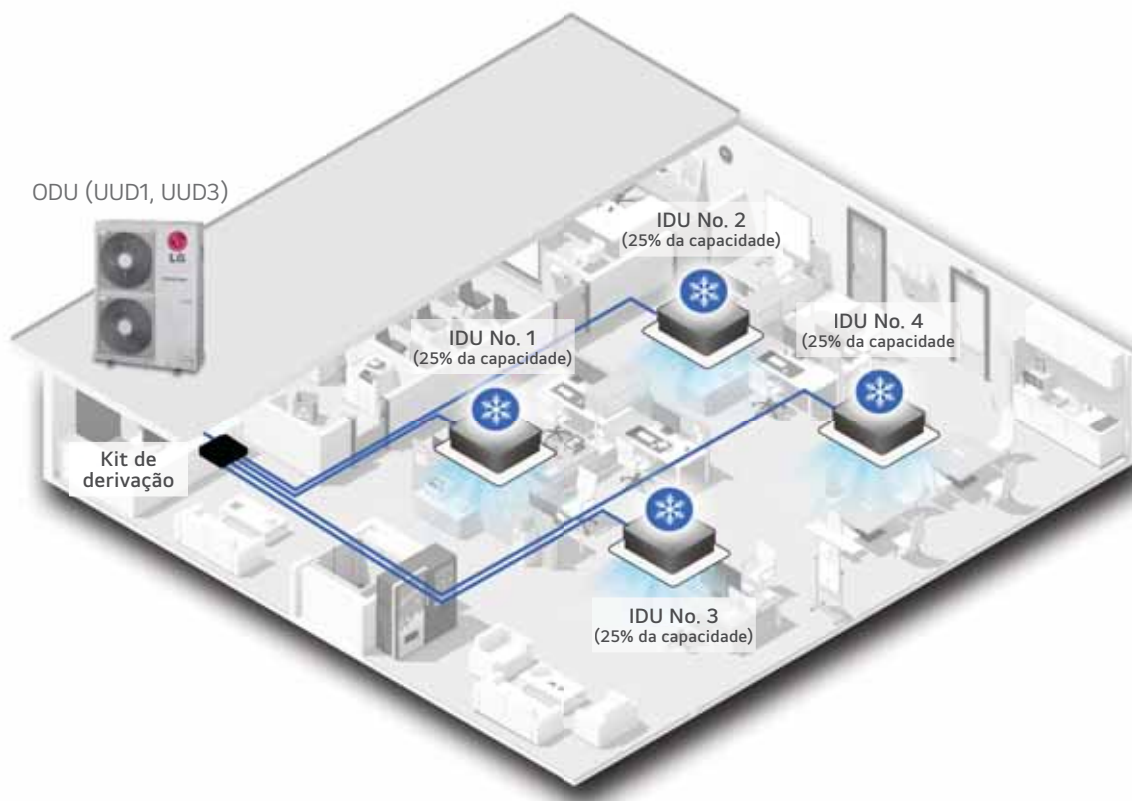 ODU (UUD1, UUD3)
LG
IDU No. 2
(25% da capacidade)
IDU No. 1
(25% da capacidade)
IDU No. 4
(25% da capacidade
Kit de
derivação
IDU No. 3
(25% da capacidade)